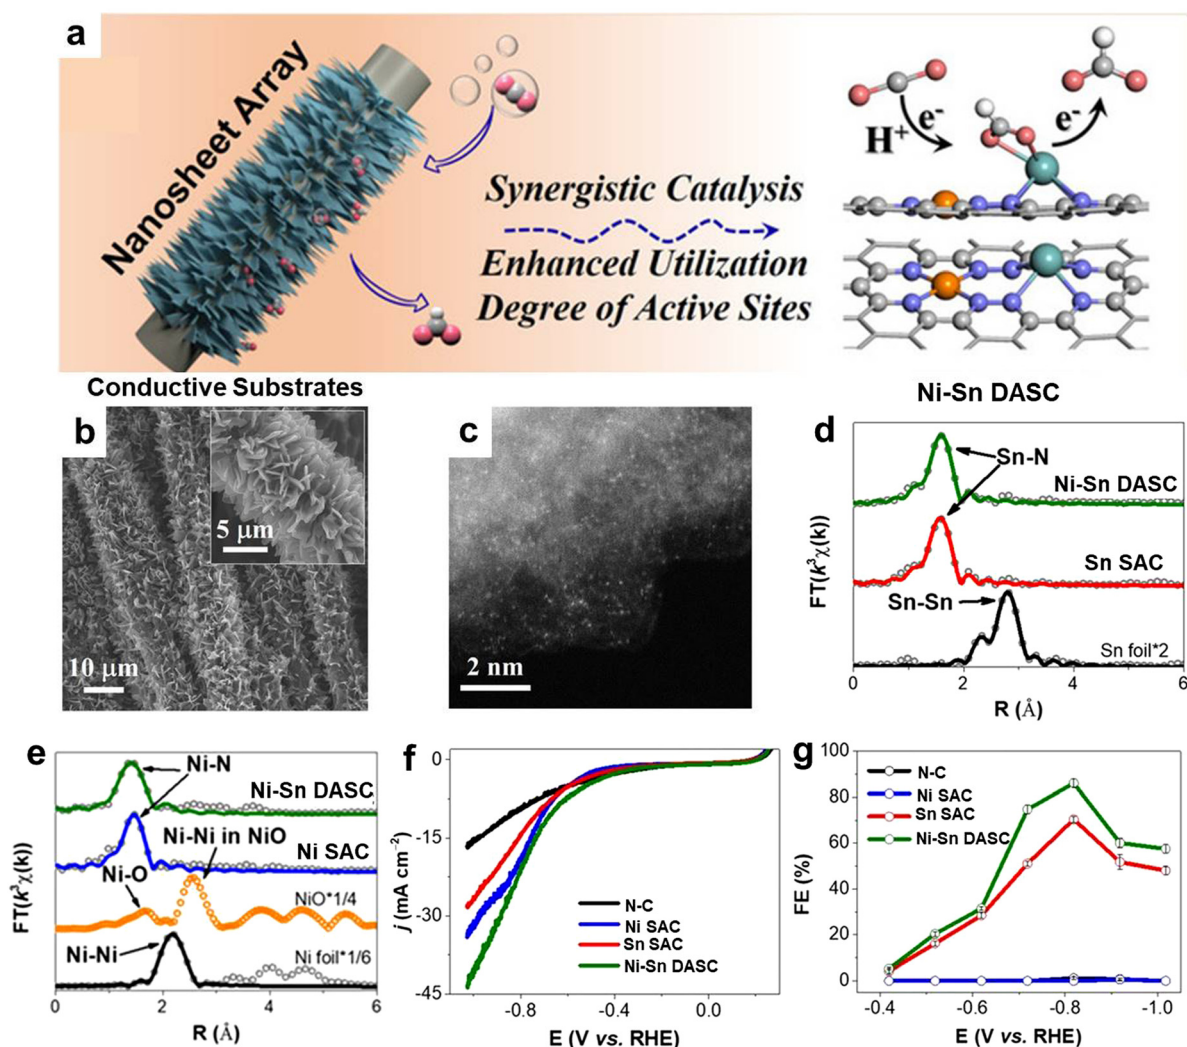 a
Nanosheet Array
Synergistic Catalysis
Enhanced Utilization
Degree of Active Sites
H⁺
e⁻
e⁻
Conductive Substrates
Ni-Sn DASC
b
5 µm
10 µm
c
2 nm
d
Sn-N
Ni-Sn DASC
Sn SAC
Sn-Sn
Sn foil*2
FT(k³χ(k))
0 2 4 6
R (Å)
e
Ni-N
Ni-Sn DASC
Ni-Ni in NiO
Ni SAC
Ni-O
NiO*1/4
Ni-Ni
Ni foil*1/6
FT(k³χ(k))
0 2 4 6
R (Å)
f
0
-15
-30
-45
j (mA cm⁻²)
N-C
Ni SAC
Sn SAC
Ni-Sn DASC
-0.8 -0.4 0.0
E (V vs. RHE)
g
100
80
60
40
20
0
FE (%)
N-C
Ni SAC
Sn SAC
Ni-Sn DASC
-0.4 -0.6 -0.8 -1.0
E (V vs. RHE)